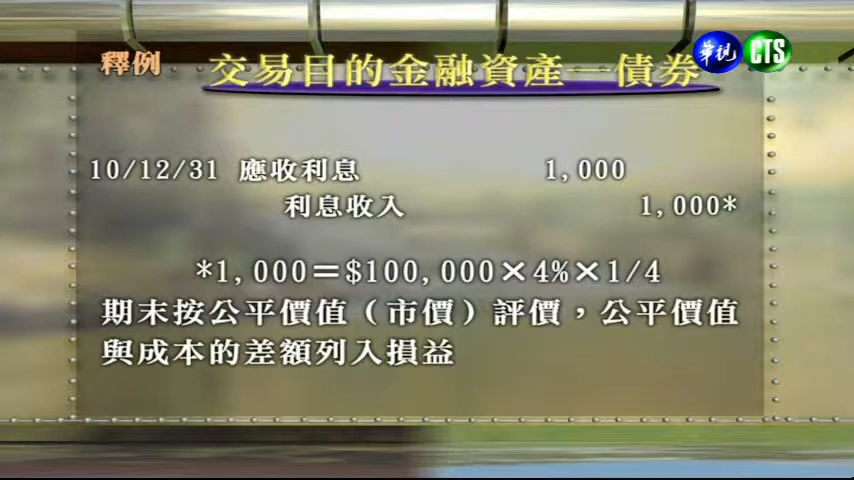 釋例
交易目的金融資產—債券
華視 CTS
10/12/31 應收利息 1,000
利息收入 1,000*
*1,000=$100,000×4%×1/4
期末按公平價值（市價）評價，公平價值
與成本的差額列入損益